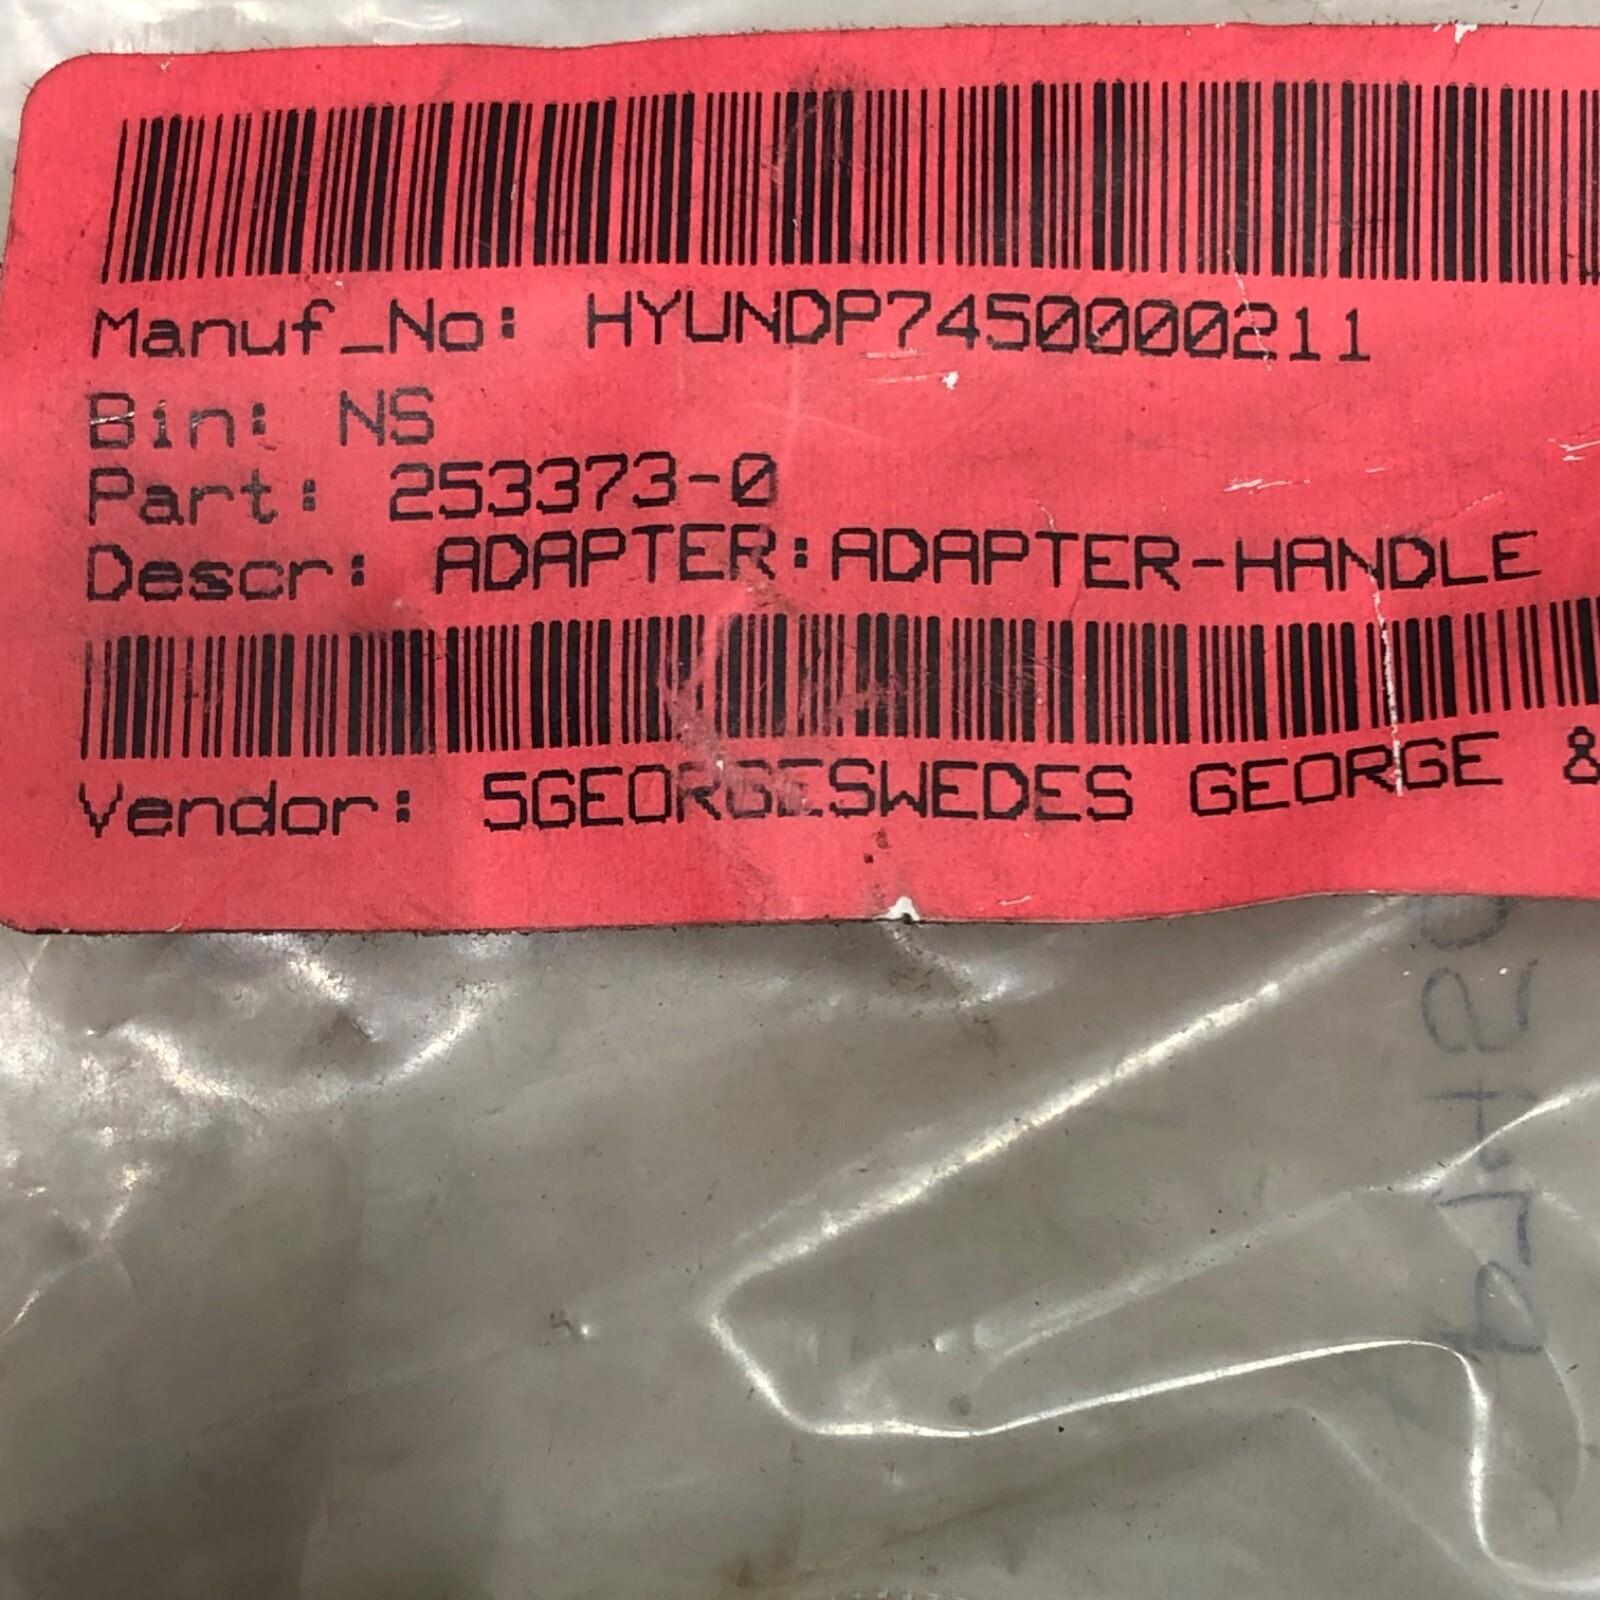 Manuf_No: HYUNDP7450000211
Bin: NS
Part: 253373-0
Descr: ADAPTER:ADAPTER-HANDLE
Vendor: 5GEORGESWEDES GEORGE &